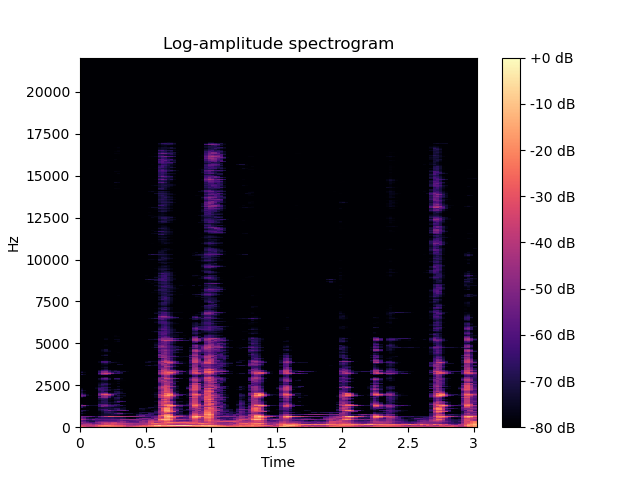 Log-amplitude spectrogram
20000
17500
15000
12500
10000
7500
5000
2500
0
Hz
0
0.5
1
1.5
2
2.5
3
Time
+0 dB
-10 dB
-20 dB
-30 dB
-40 dB
-50 dB
-60 dB
-70 dB
-80 dB